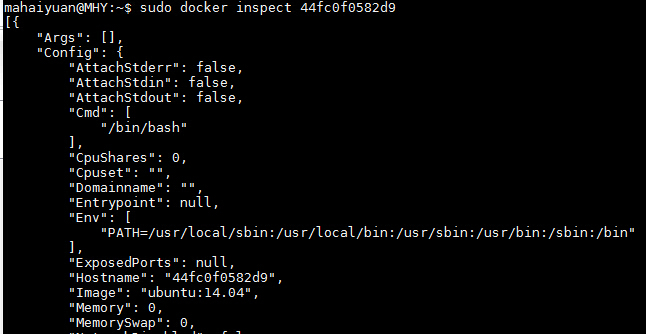 mahaiyuan@MHY:~$ sudo docker inspect 44fc0f0582d9
[{
    "Args": [],
    "Config": {
        "AttachStderr": false,
        "AttachStdin": false,
        "AttachStdout": false,
        "Cmd": [
            "/bin/bash"
        ],
        "CpuShares": 0,
        "Cpuset": "",
        "Domainname": "",
        "Entrypoint": null,
        "Env": [
            "PATH=/usr/local/sbin:/usr/local/bin:/usr/sbin:/usr/bin:/sbin:/bin"
        ],
        "ExposedPorts": null,
        "Hostname": "44fc0f0582d9",
        "Image": "ubuntu:14.04",
        "Memory": 0,
        "MemorySwap": 0,